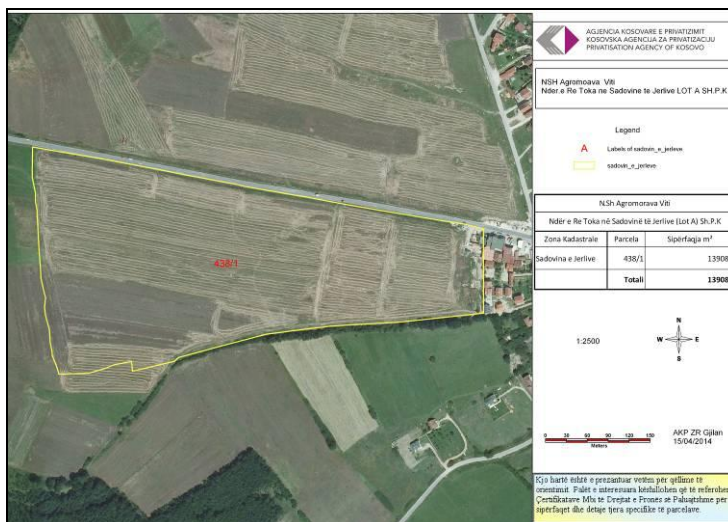 AGJENCIA KOSOVARE E PRIVATIZIMIT
KOSOVSKA AGENCIJA ZA PRIVATIZACIJU
PRIVATISATION AGENCY OF KOSOVO
NSH Agromoava Viti
Nder e Re Toka ne Sadovine te Jerlive LOT A SH.P.K
Legend
A Labels of sadovin_e_jerleve
sadovin_e_jerleve
N.Sh Agromorava Viti
Ndër e Re Toka në Sadovinë të Jerlive (Lot A) Sh.P.K
Zona Kadastrale Parcela Sipërfaqja m²
Sadovina e Jerlive 438/1 13908
Totali 13908
438/1
1:2500
N
W E
S
0 30 60 90 120 150
Meters
AKP ZR Gjilan
15/04/2014
Kjo hartë është e prezantuar vetëm për qëllime të
orientimit. Palët e interesuara këshillohen që të referohen
Çertifikatave Mbi të Drejtat e Pronës së Paluajtshme për
sipërfaqet dhe detaje tjera specifike të parcelave.